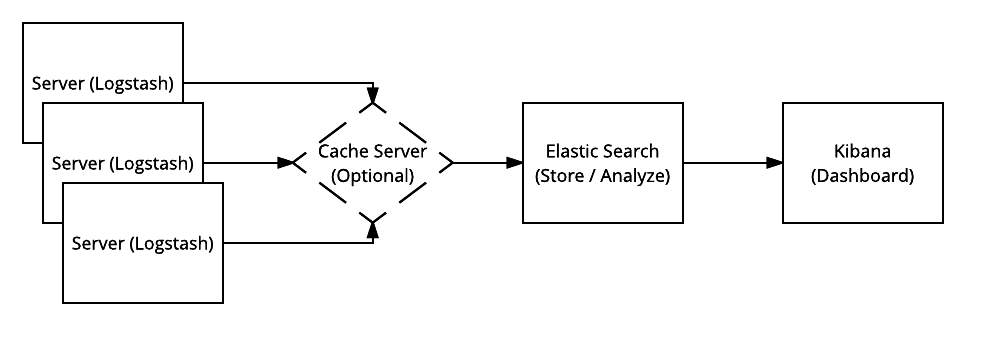 Server (Logstash)
Server (Logstash)
Server (Logstash)
Cache Server
(Optional)
Elastic Search
(Store / Analyze)
Kibana
(Dashboard)